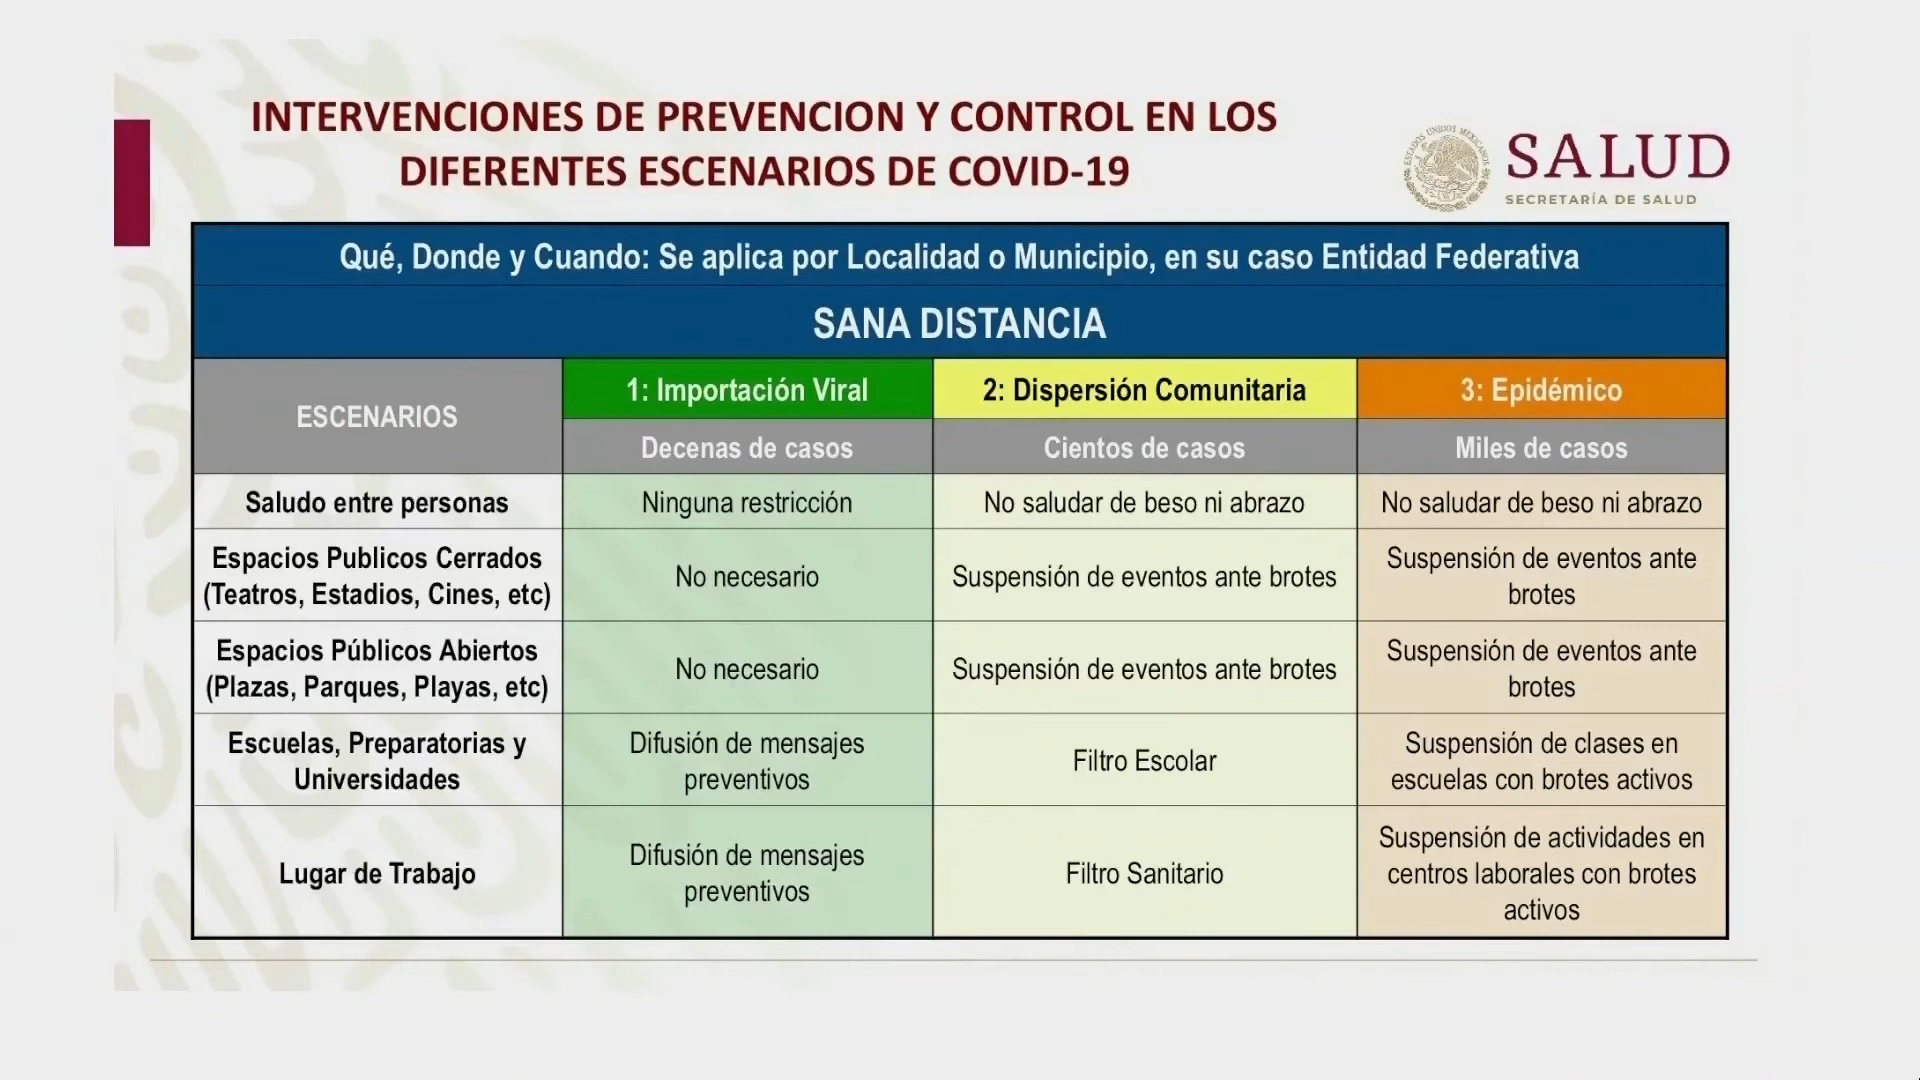 INTERVENCIONES DE PREVENCION Y CONTROL EN LOS
DIFERENTES ESCENARIOS DE COVID-19
ESTADOS UNIDOS MEXICANOS
SALUD
SECRETARÍA DE SALUD
Qué, Donde y Cuando: Se aplica por Localidad o Municipio, en su caso Entidad Federativa
SANA DISTANCIA
ESCENARIOS
1: Importación Viral
2: Dispersión Comunitaria
3: Epidémico
Decenas de casos
Cientos de casos
Miles de casos
Saludo entre personas
Ninguna restricción
No saludar de beso ni abrazo
No saludar de beso ni abrazo
Espacios Publicos Cerrados
(Teatros, Estadios, Cines, etc)
No necesario
Suspensión de eventos ante brotes
Suspensión de eventos ante
brotes
Espacios Públicos Abiertos
(Plazas, Parques, Playas, etc)
No necesario
Suspensión de eventos ante brotes
Suspensión de eventos ante
brotes
Escuelas, Preparatorias y
Universidades
Difusión de mensajes
preventivos
Filtro Escolar
Suspensión de clases en
escuelas con brotes activos
Lugar de Trabajo
Difusión de mensajes
preventivos
Filtro Sanitario
Suspensión de actividades en
centros laborales con brotes
activos